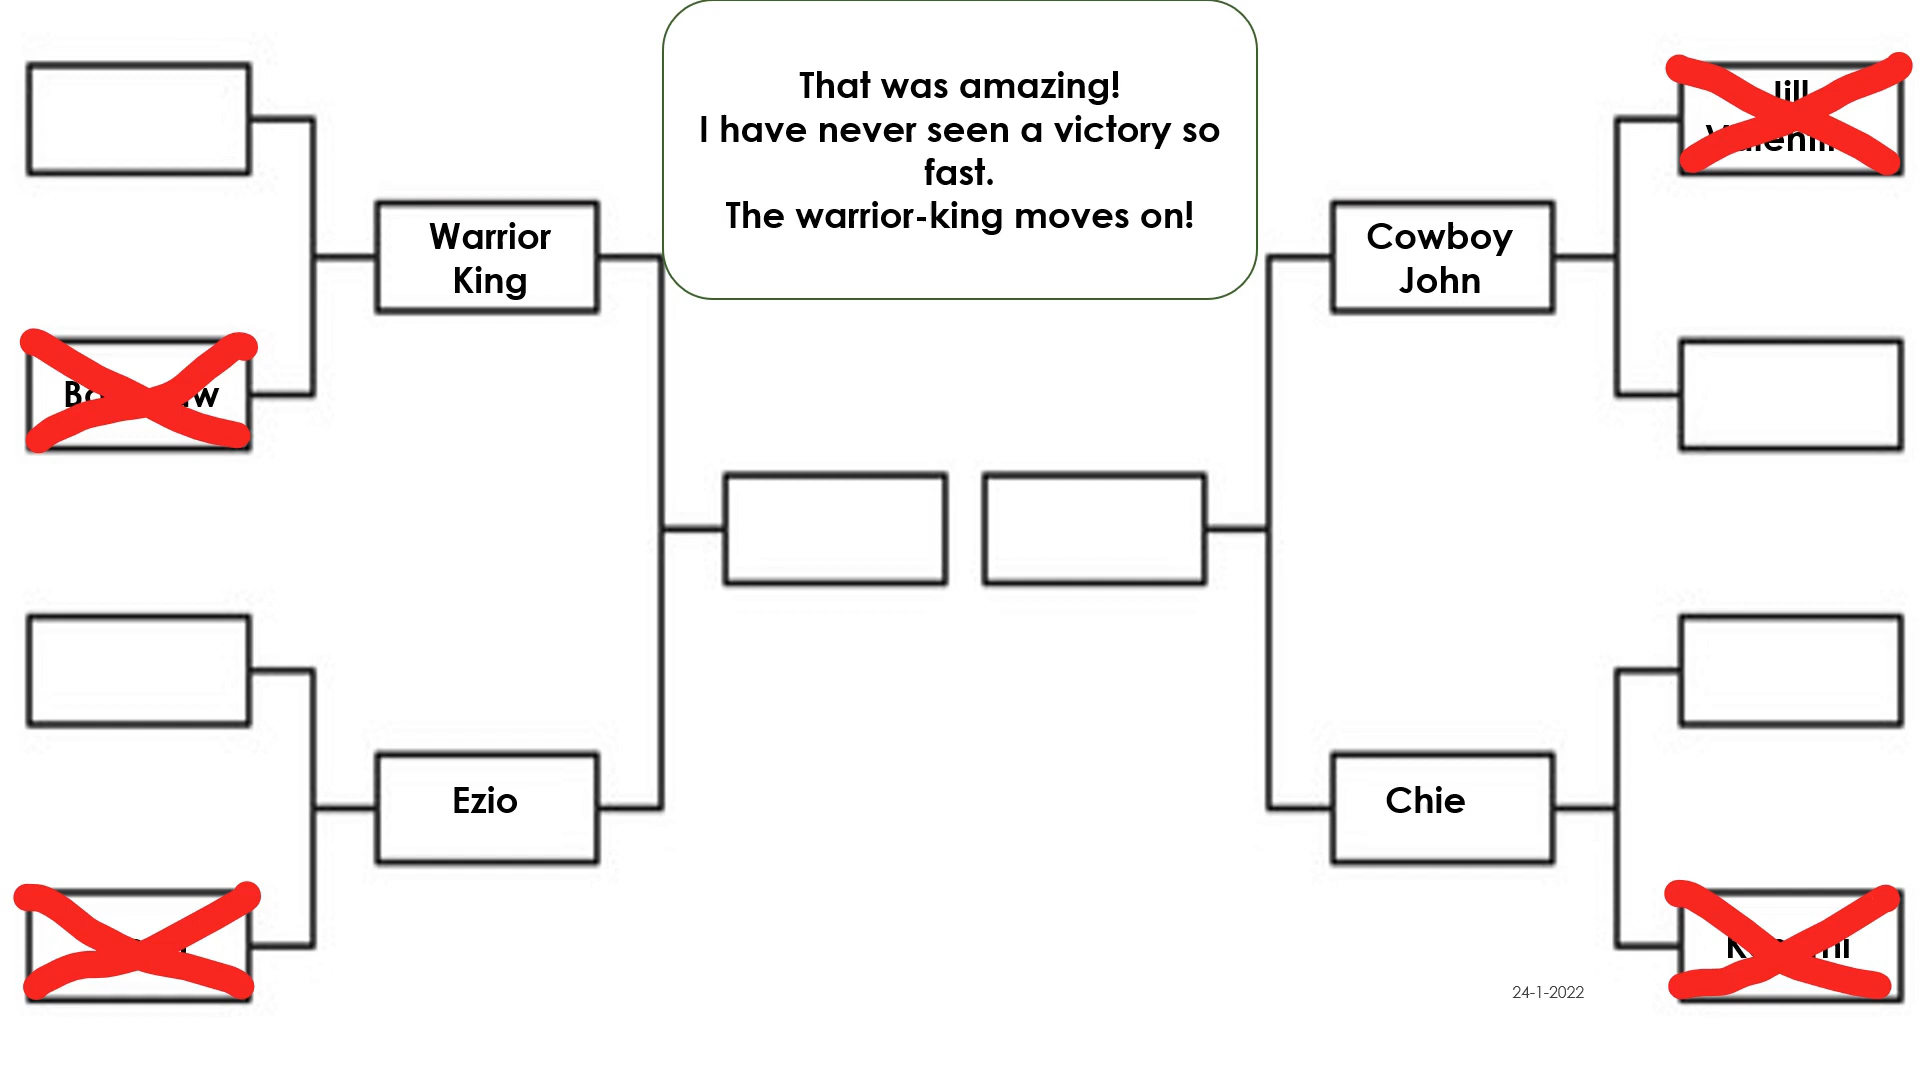 That was amazing!
I have never seen a victory so
fast.
The warrior-king moves on!
Warrior
King
Cowboy
John
Jill
Ezio
Chie
24-1-2022